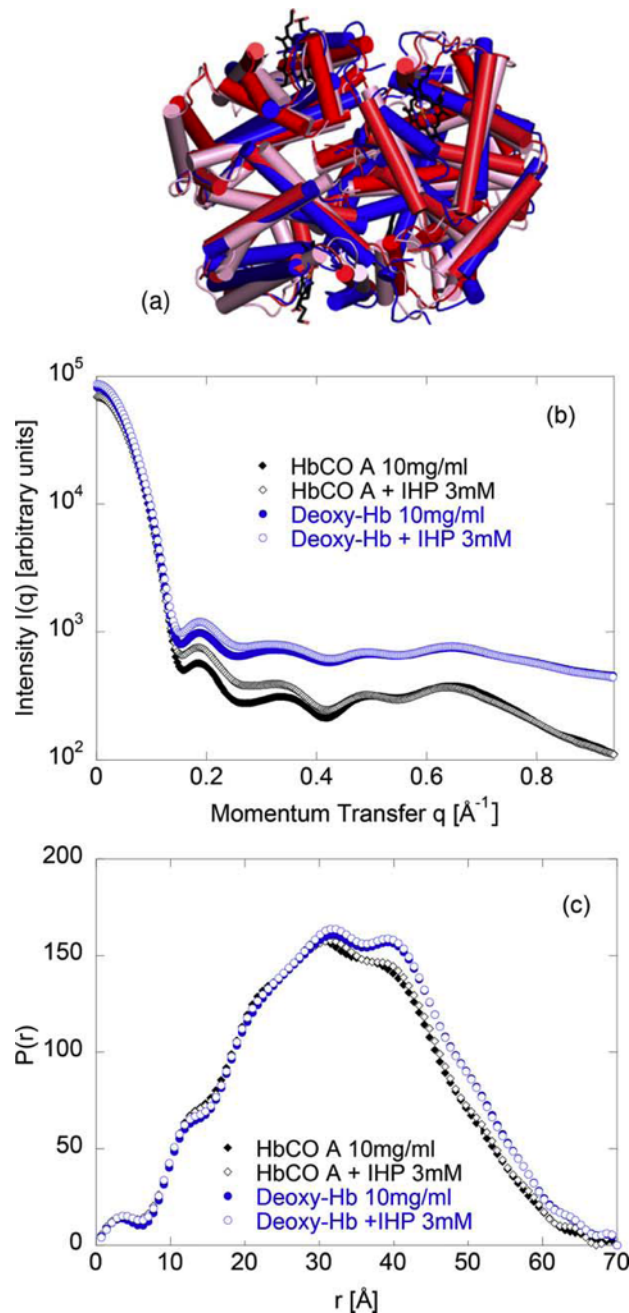 (a)
10^5
(b)
HbCO A 10mg/ml
HbCO A + IHP 3mM
Deoxy-Hb 10mg/ml
Deoxy-Hb + IHP 3mM
10^4
10^3
10^2
Intensity I(q) [arbitrary units]
0 0.2 0.4 0.6 0.8
Momentum Transfer q [Å^-1]
200
(c)
150
100
50
0
P(r)
HbCO A 10mg/ml
HbCO A + IHP 3mM
Deoxy-Hb 10mg/ml
Deoxy-Hb +IHP 3mM
0 10 20 30 40 50 60 70
r [Å]